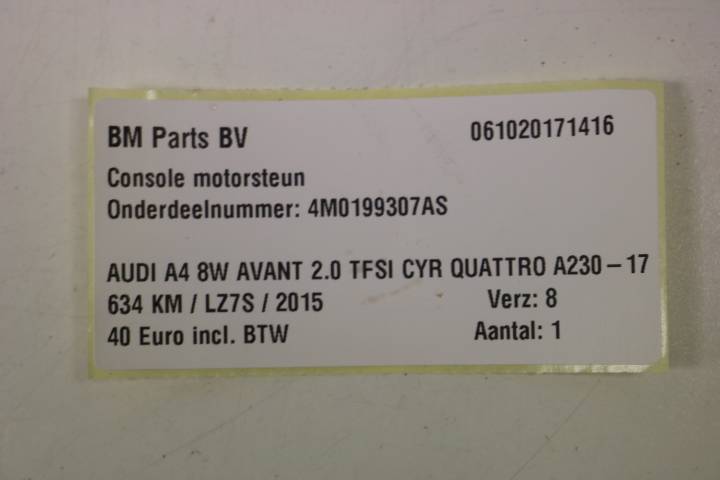 BM Parts BV 061020171416
Console motorsteun
Onderdeelnummer: 4M0199307AS
AUDI A4 8W AVANT 2.0 TFSI CYR QUATTRO A230-17
634 KM / LZ7S / 2015 Verz: 8
40 Euro incl. BTW Aantal: 1